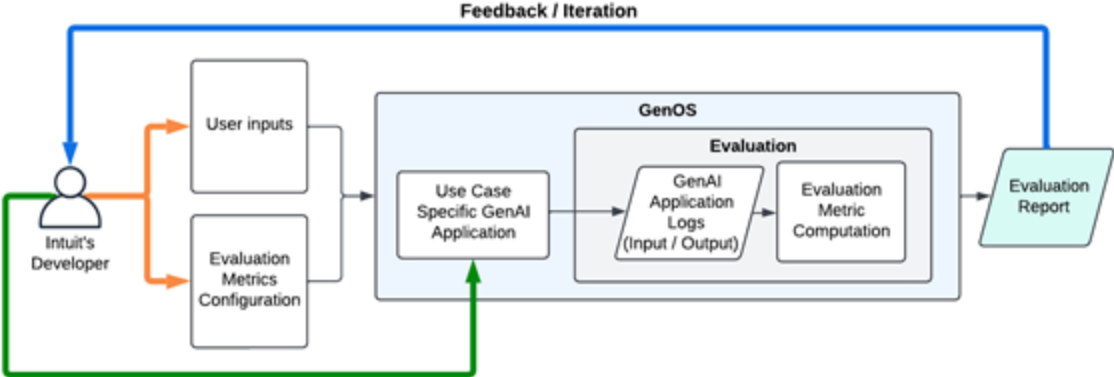 Feedback / Iteration
User inputs
Intuit's
Developer
Evaluation
Metrics
Configuration
GenOS
Use Case
Specific GenAI
Application
Evaluation
GenAI
Application
Logs
(Input / Output)
Evaluation
Metric
Computation
Evaluation
Report